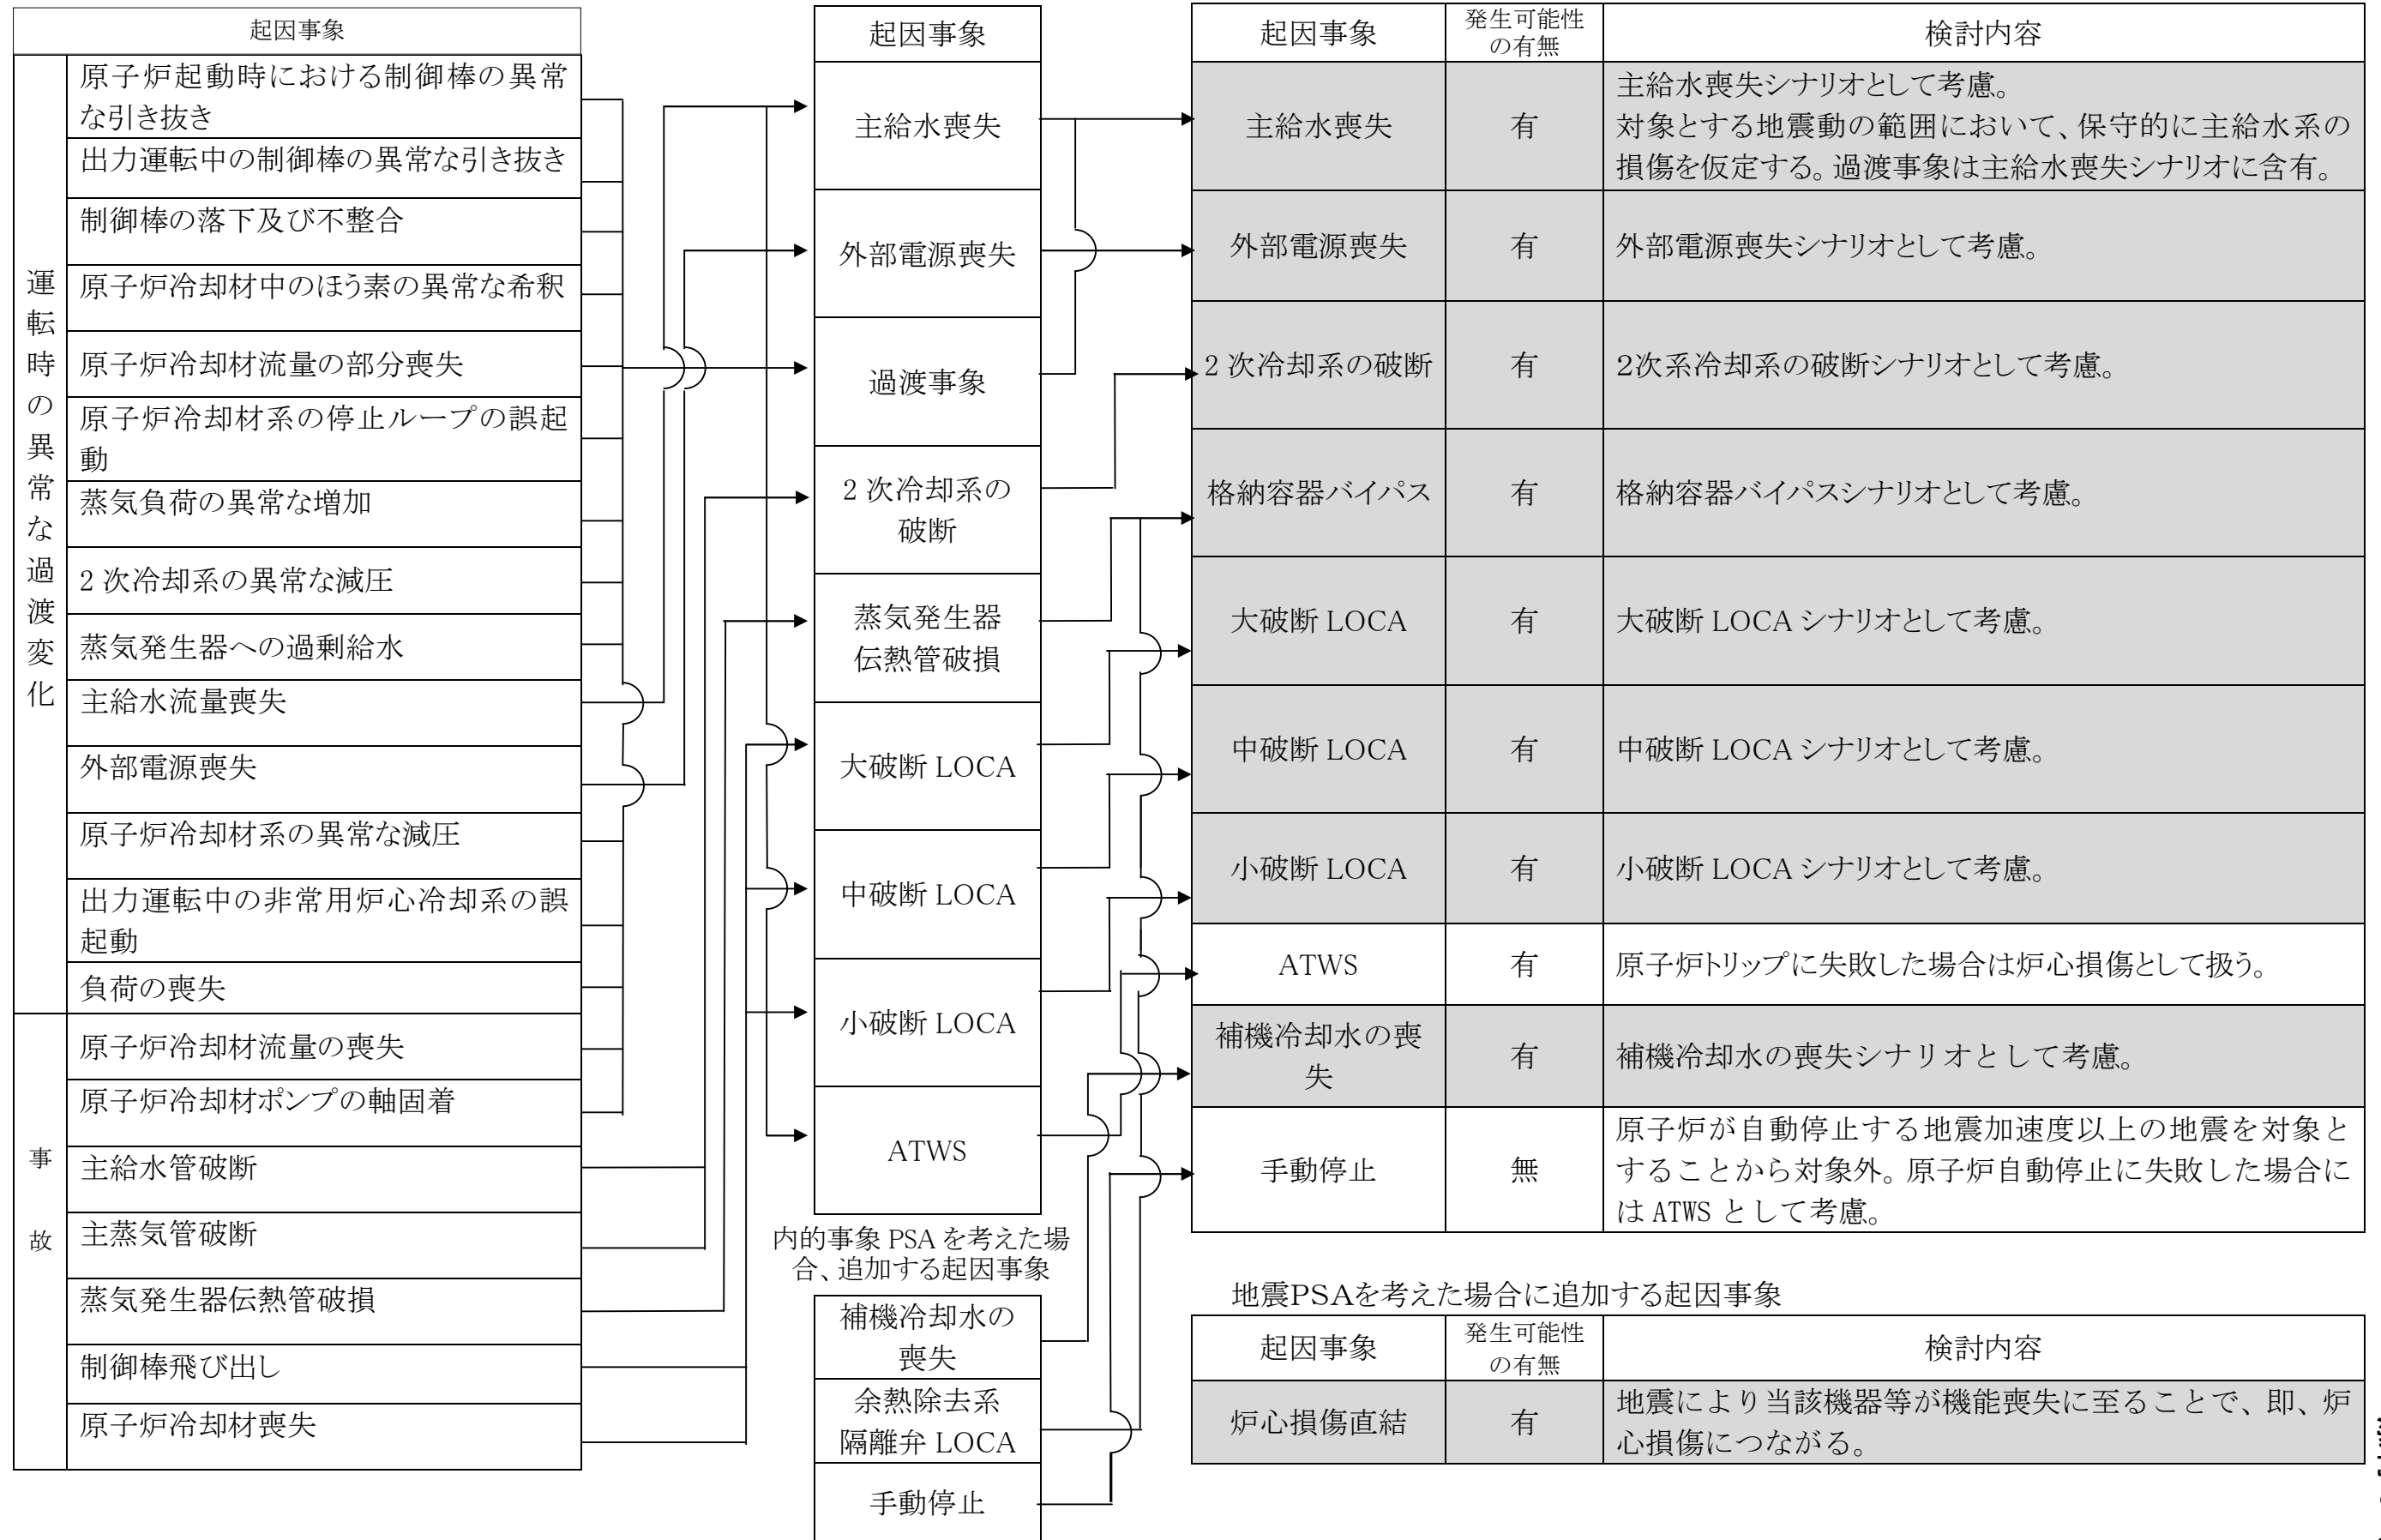 起因事象
運転時の異常な過渡変化
原子炉起動時における制御棒の異常
な引き抜き
出力運転中の制御棒の異常な引き抜き
制御棒の落下及び不整合
原子炉冷却材中のほう素の異常な希釈
原子炉冷却材流量の部分喪失
原子炉冷却材系の停止ループの誤起
動
蒸気負荷の異常な増加
2 次冷却系の異常な減圧
蒸気発生器への過剰給水
主給水流量喪失
外部電源喪失
原子炉冷却材系の異常な減圧
出力運転中の非常用炉心冷却系の誤
起動
負荷の喪失
事故
原子炉冷却材流量の喪失
原子炉冷却材ポンプの軸固着
主給水管破断
主蒸気管破断
蒸気発生器伝熱管破損
制御棒飛び出し
原子炉冷却材喪失
起因事象
主給水喪失
外部電源喪失
過渡事象
2 次冷却系の
破断
蒸気発生器
伝熱管破損
大破断 LOCA
中破断 LOCA
小破断 LOCA
ATWS
内的事象 PSA を考えた場
合、追加する起因事象
補機冷却水の
喪失
余熱除去系
隔離弁 LOCA
手動停止
起因事象
発生可能性
の有無
検討内容
主給水喪失
有
主給水喪失シナリオとして考慮。
対象とする地震動の範囲において、保守的に主給水系の
損傷を仮定する。過渡事象は主給水喪失シナリオに含有。
外部電源喪失
有
外部電源喪失シナリオとして考慮。
2 次冷却系の破断
有
2次系冷却系の破断シナリオとして考慮。
格納容器バイパス
有
格納容器バイパスシナリオとして考慮。
大破断 LOCA
有
大破断 LOCA シナリオとして考慮。
中破断 LOCA
有
中破断 LOCA シナリオとして考慮。
小破断 LOCA
有
小破断 LOCA シナリオとして考慮。
ATWS
有
原子炉トリップに失敗した場合は炉心損傷として扱う。
補機冷却水の喪
失
有
補機冷却水の喪失シナリオとして考慮。
手動停止
無
原子炉が自動停止する地震加速度以上の地震を対象と
することから対象外。原子炉自動停止に失敗した場合に
は ATWS として考慮。
地震PSAを考えた場合に追加する起因事象
起因事象
発生可能性
の有無
検討内容
炉心損傷直結
有
地震により当該機器等が機能喪失に至ることで、即、炉
心損傷につながる。